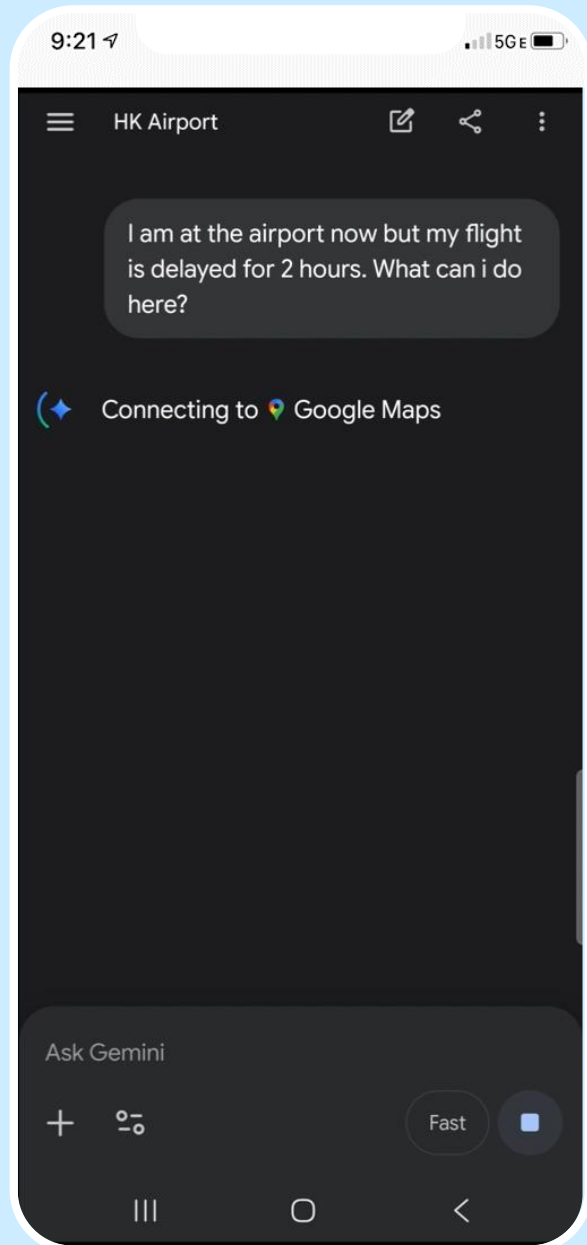 9:21 5G E
HK Airport
I am at the airport now but my flight
is delayed for 2 hours. What can i do
here?
Connecting to Google Maps
Ask Gemini
Fast